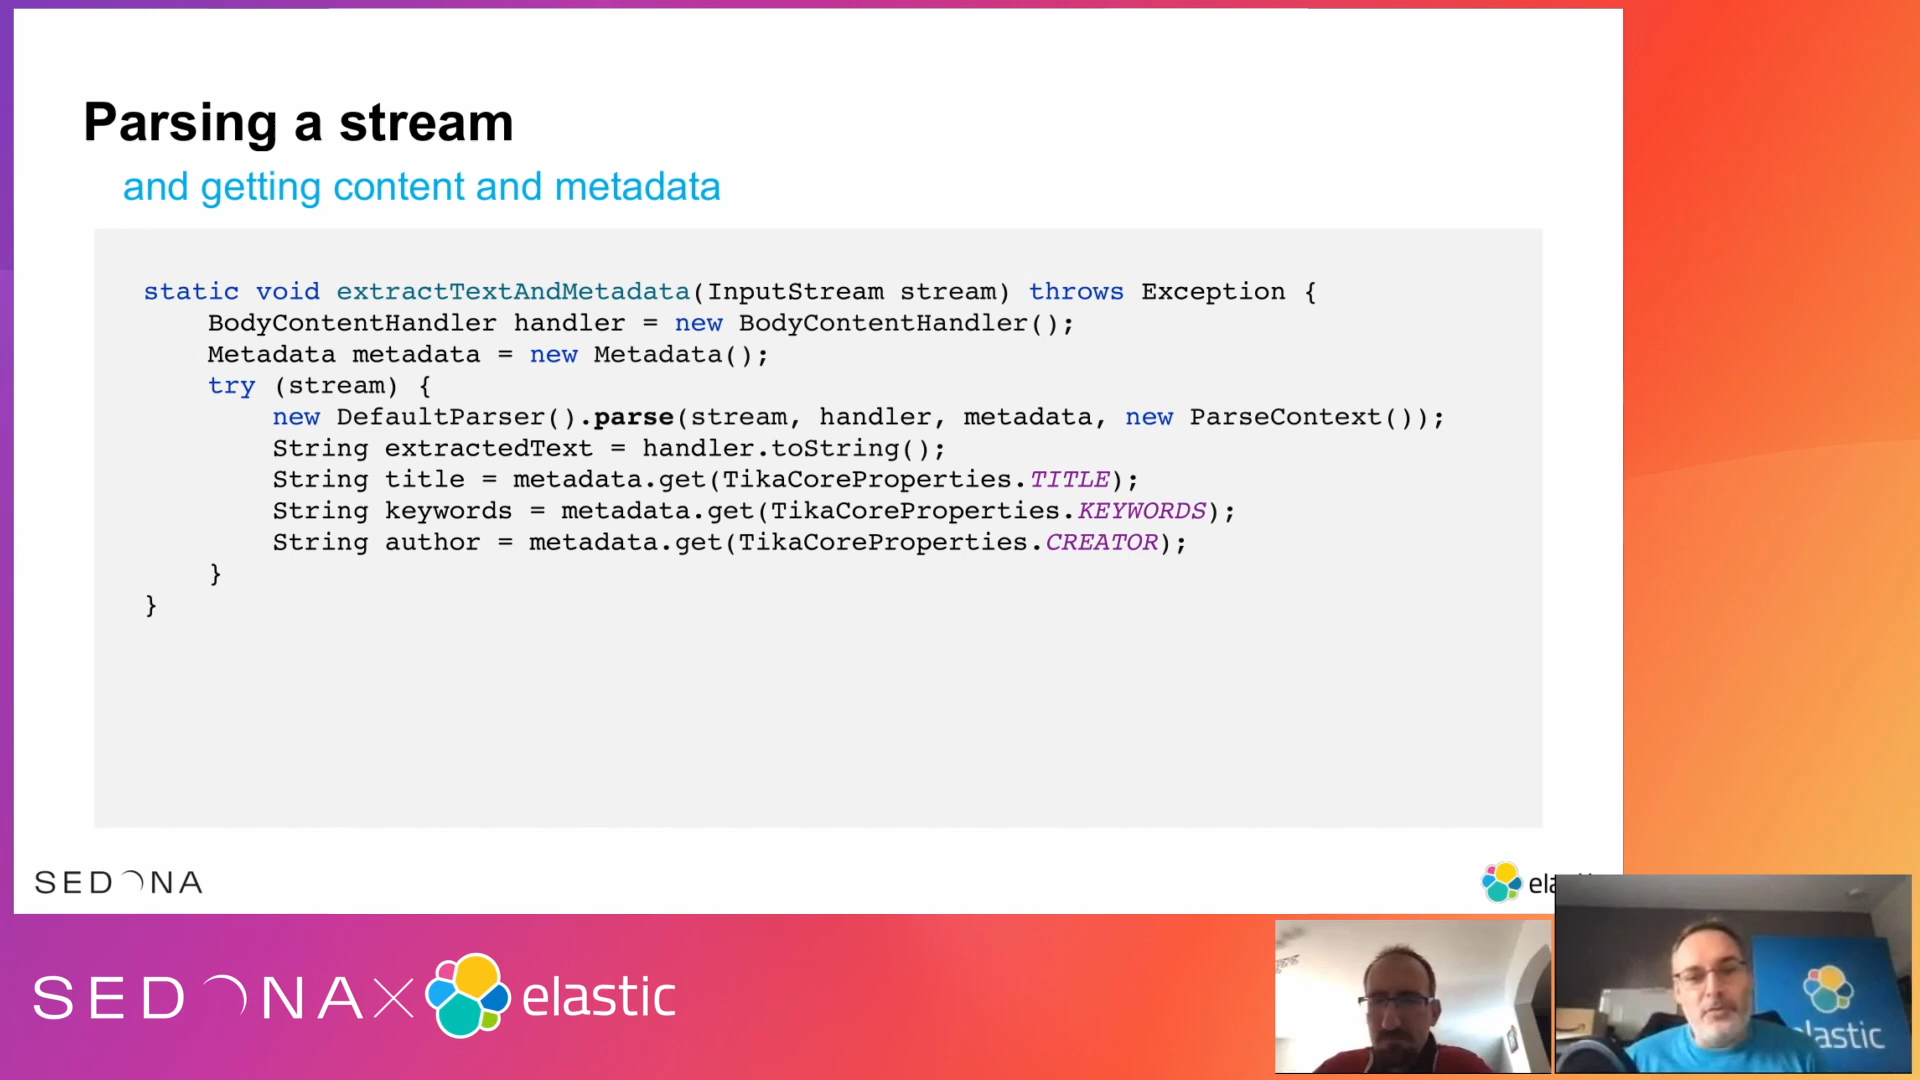 Parsing a stream
and getting content and metadata
static void extractTextAndMetadata(InputStream stream) throws Exception {
    BodyContentHandler handler = new BodyContentHandler();
    Metadata metadata = new Metadata();
    try (stream) {
        new DefaultParser().parse(stream, handler, metadata, new ParseContext());
        String extractedText = handler.toString();
        String title = metadata.get(TikaCoreProperties.TITLE);
        String keywords = metadata.get(TikaCoreProperties.KEYWORDS);
        String author = metadata.get(TikaCoreProperties.CREATOR);
    }
}
SEDONA
SEDONA X elastic
elastic